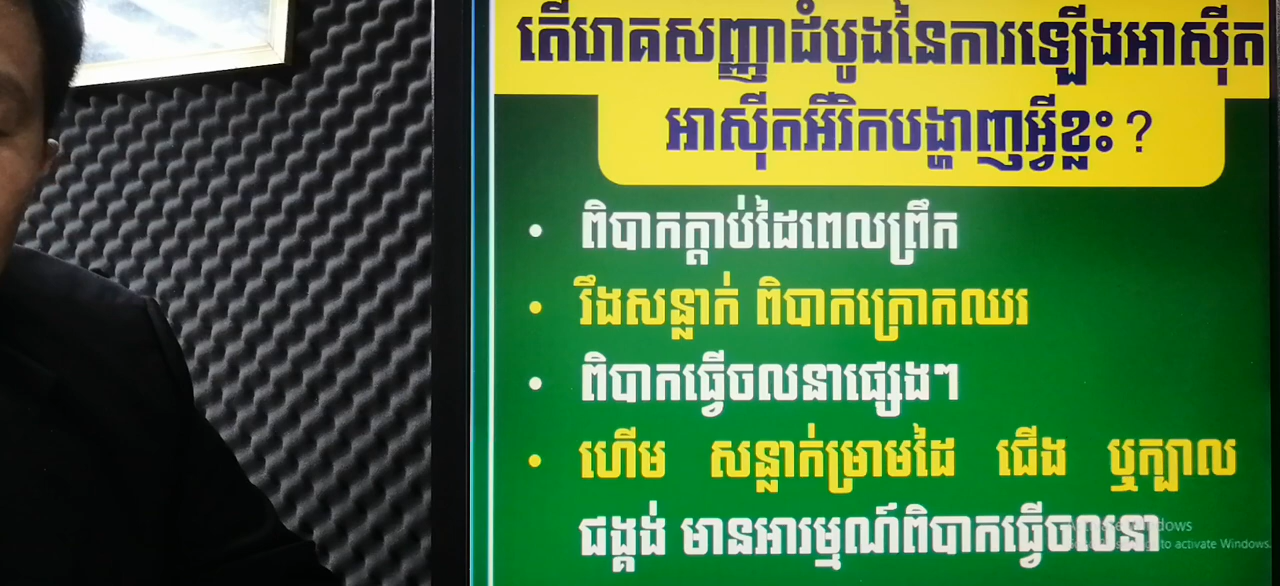 តើរោគសញ្ញាដំបូងនៃការឡើងអាស៊ីត
អាស៊ីតអ៊ីរិកបង្ហាញអ្វីខ្លះ ?
• ពិបាកក្តាប់ដៃពេលព្រឹក
• រឹងសន្លាក់ ពិបាកក្រោកឈរ
• ពិបាកធ្វើចលនាផ្សេងៗ
• ហើម សន្លាក់ម្រាមដៃ ជើង ឬក្បាល
ជង្គង់ មានអារម្មណ៍ពិបាកធ្វើចលនា
to activate Windows.